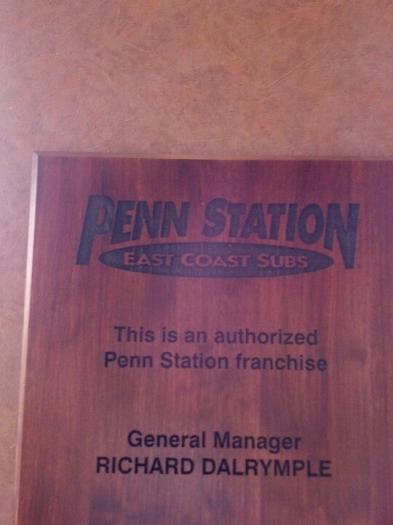 PENN STATION
EAST COAST SUBS
This is an authorized
Penn Station franchise
General Manager
RICHARD DALRYMPLE